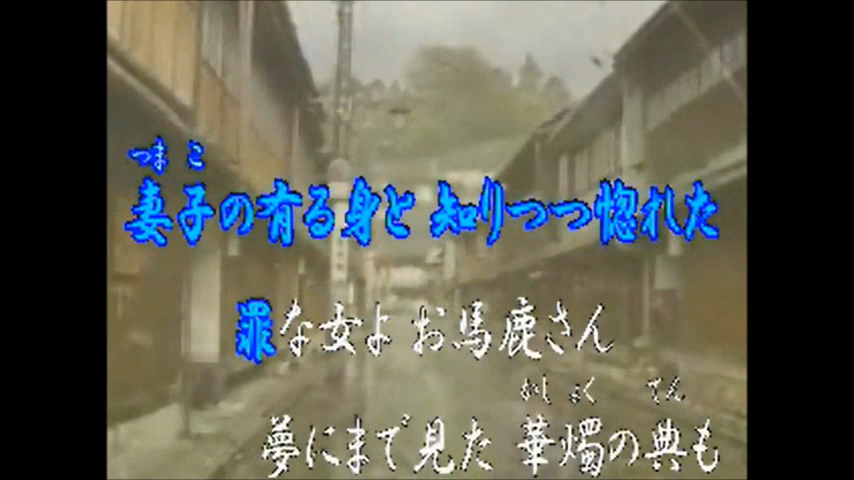 つま こ
妻子の有る身と 知りつつ惚れた
罪な女よ お馬鹿さん
かしょく てん
夢にまで見た 華燭の典も